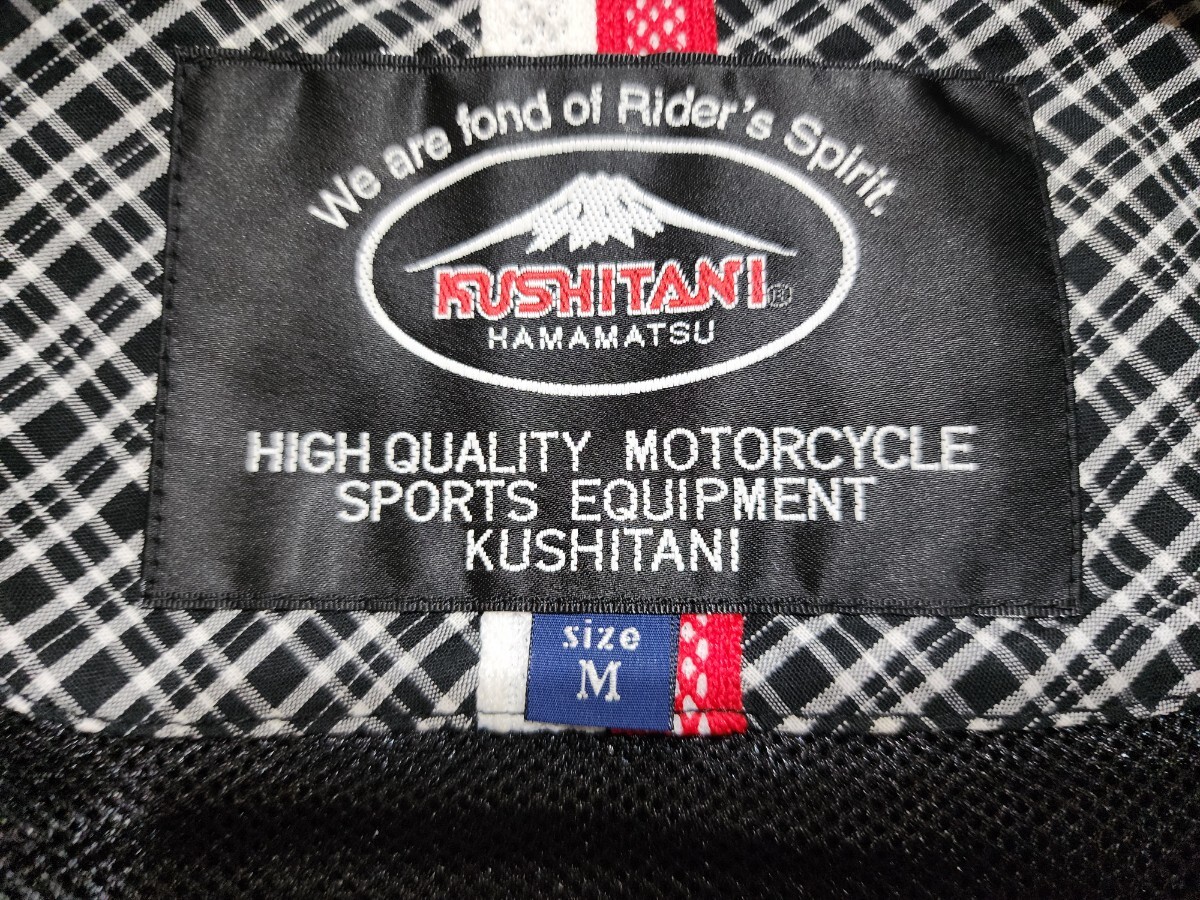 We are fond of Rider's Spirit.
KUSHITANI®
HAMAMATSU
HIGH QUALITY MOTORCYCLE
SPORTS EQUIPMENT
KUSHITANI
size
M